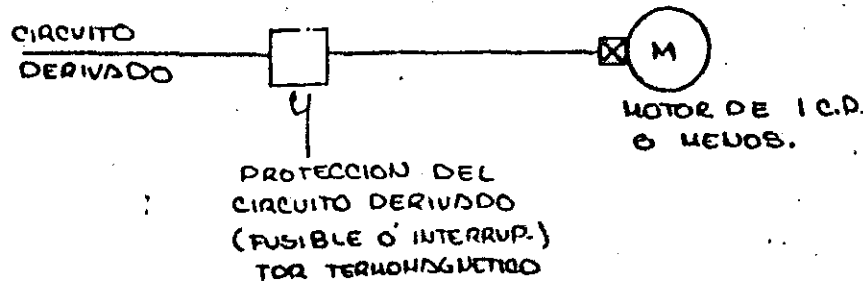 CIRCUITO
DERIVADO
M
MOTOR DE 1 C.D.
O MENOS.
PROTECCION DEL
CIRCUITO DERIVADO
(FUSIBLE O' INTERRUP-)
TOR TERMOMAGNETICO